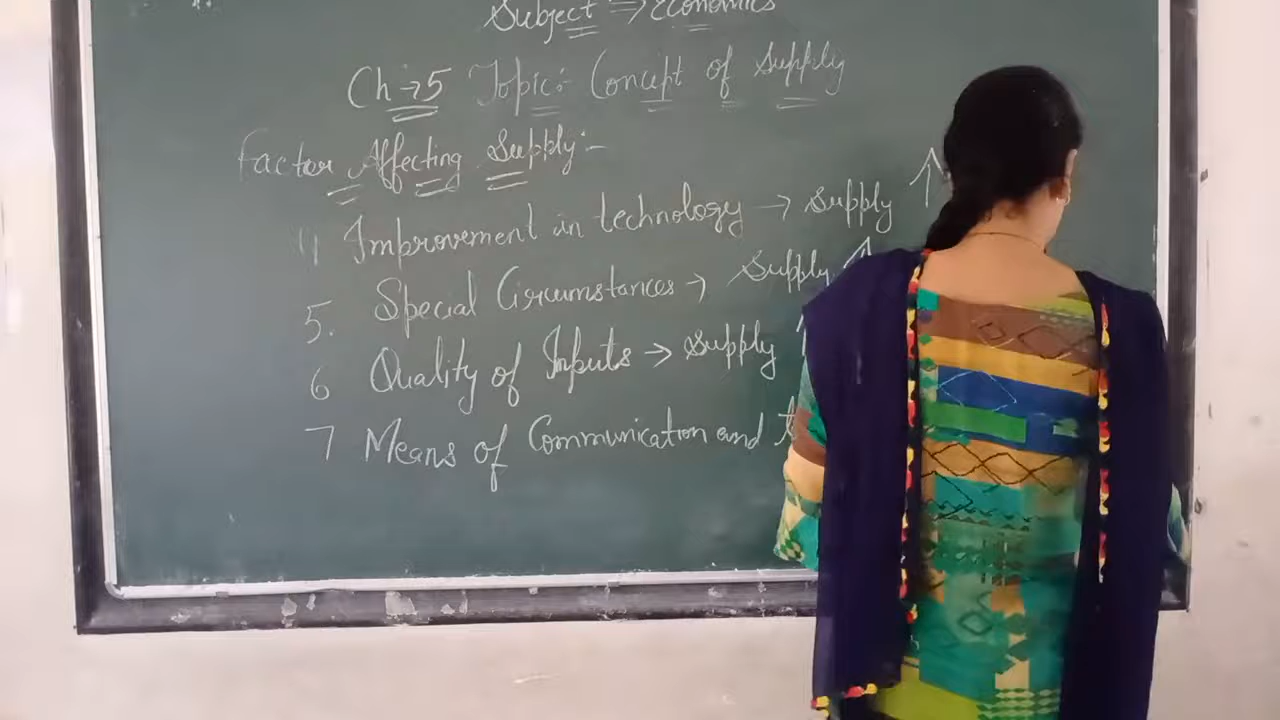 Subject ⇒ Economics
Ch → 5 Topic:- Concept of Supply
Factor Affecting Supply:-
4 Improvement in technology → Supply ↑
5. Special Circumstances → Supply ↑
6 Quality of Inputs → Supply ↑
7 Means of Communication and